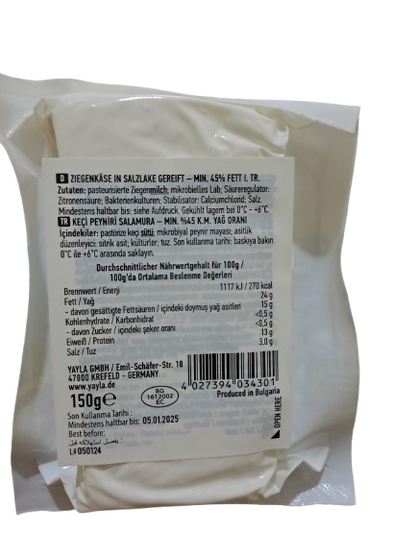 D ZIEGENKÄSE IN SALZLAKE GEREIFT – MIN. 45% FETT I. TR.
Zutaten: pasteurisierte Ziegenmilch; mikrobielles Lab; Säureregulator:
Zitronensäure; Bakterienkulturen; Stabilisator: Calciumchlorid; Salz.
Mindestens haltbar bis: siehe Aufdruck. Gekühlt lagern bei 0°C – +6°C.
TR KEÇİ PEYNİRİ SALAMURA – MIN. %45 K.M. YAĞ ORANI
İçindekiler: pastörize keçi sütü; mikrobiyal peynir mayası; asitlik
düzenleyici: sitrik asit; kültürler, tuz. Son kullanma tarihi: baskıya bakın.
0°C ile +6°C arasında saklayın.
Durchschnittlicher Nährwertgehalt für 100g /
100g'da Ortalama Beslenme Değerleri
Brennwert / Enerji 1117 kJ / 270 kcal
Fett / Yağ 24 g
- davon gesättigte Fettsäuren / içindeki doymuş yağ asitleri 15 g
Kohlenhydrate / Karbonhidrat <0,5 g
- davon Zucker / içindeki şeker oranı <0,5 g
Eiweiß / Protein 13 g
Salz / Tuz 3,0 g
YAYLA GMBH / Emil-Schäfer-Str. 18
47800 KREFELD - GERMANY
www.yayla.de
4 027394 034301
Produced in Bulgaria
150g℮
BG
1612002
EC
Son Kullanma Tarihi :
Mindestens haltbar bis: 05.01.2025
Best before:
L# 050124
OPEN HERE